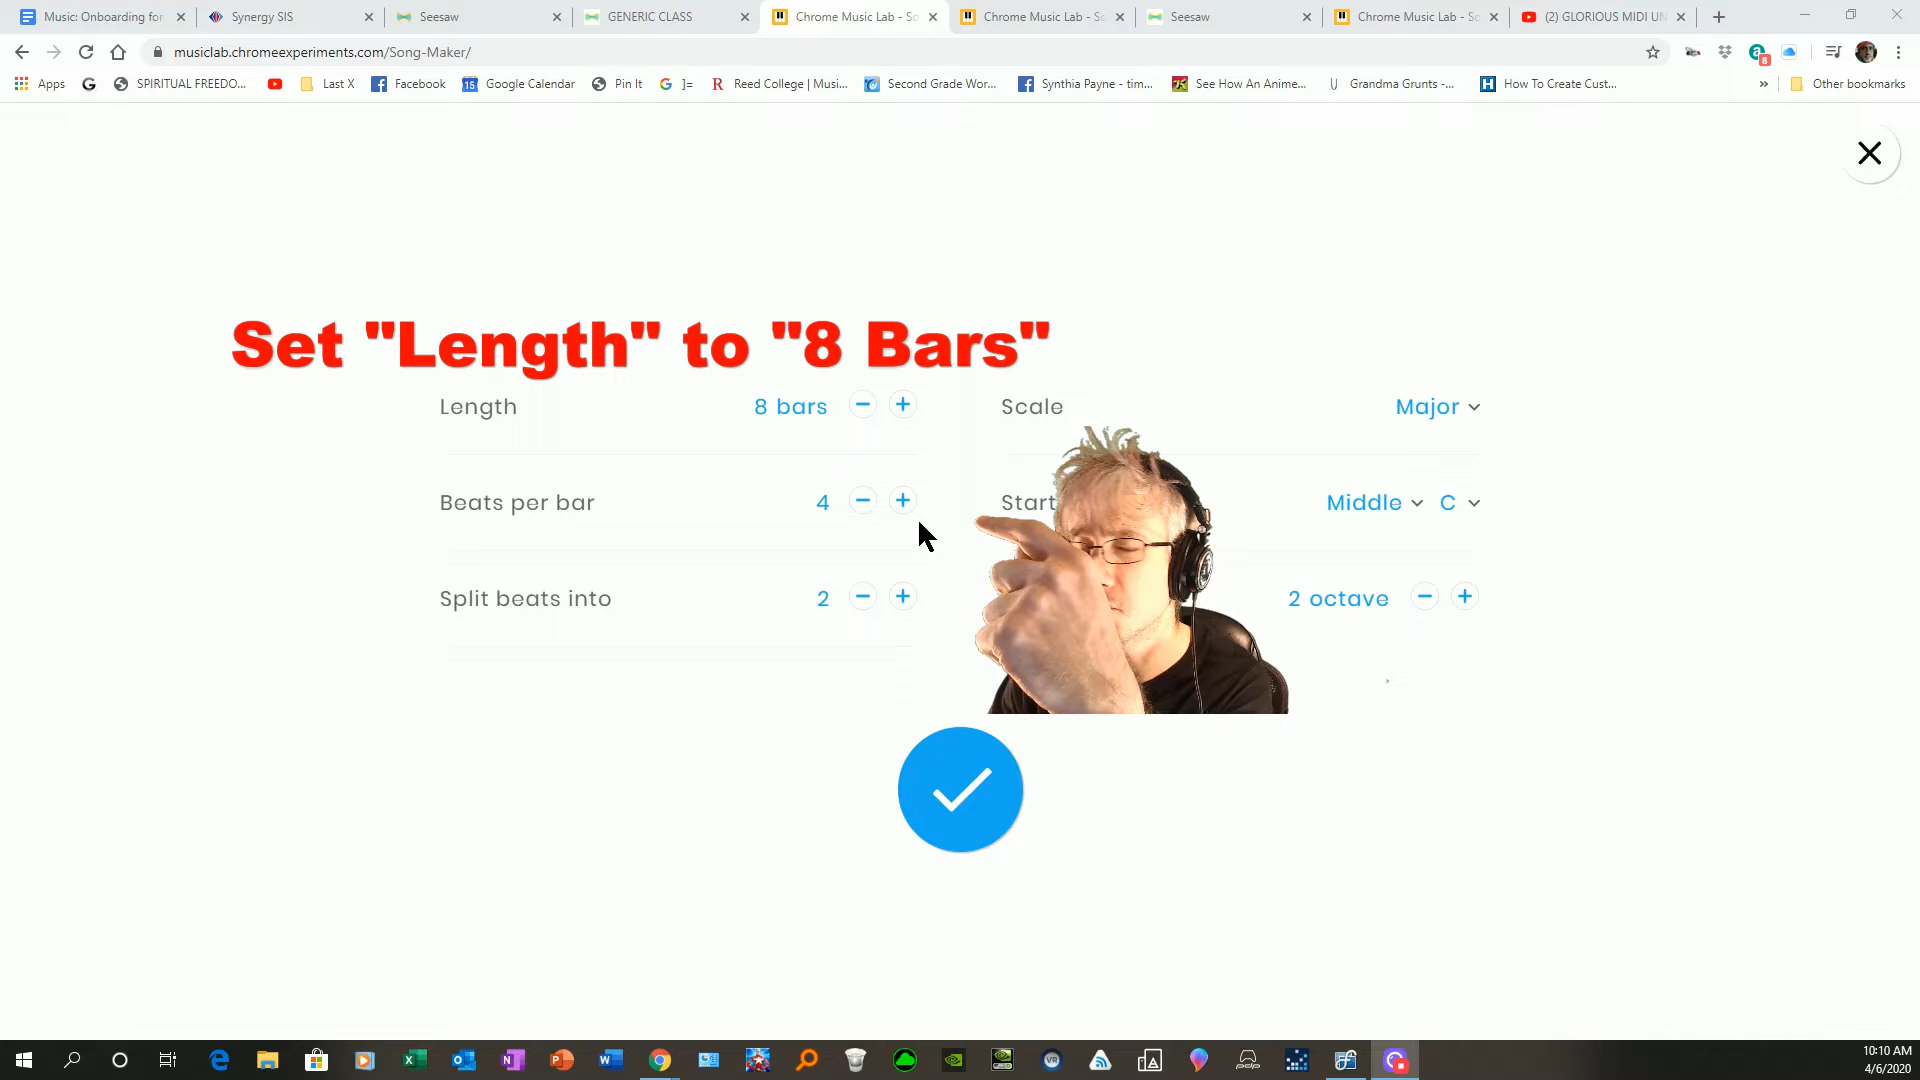 Music: Onboarding for
Synergy SIS
Seesaw
GENERIC CLASS
Chrome Music Lab - So
Chrome Music Lab - So
Seesaw
Chrome Music Lab - So
(2) GLORIOUS MIDI UN
musiclab.chromeexperiments.com/Song-Maker/
8
Apps
G
SPIRITUAL FREEDO...
Last X
Facebook
15
Google Calendar
Pin It
G
]=
R
Reed College | Musi...
Second Grade Wor...
Synthia Payne - tim...
See How An Anime...
Grandma Grunts -...
H
How To Create Cust...
»
Other bookmarks
Set "Length" to "8 Bars"
Length
8 bars
Scale
Major
Beats per bar
4
Start
Middle
C
Split beats into
2
2 octave
VR
10:10 AM
4/6/2020